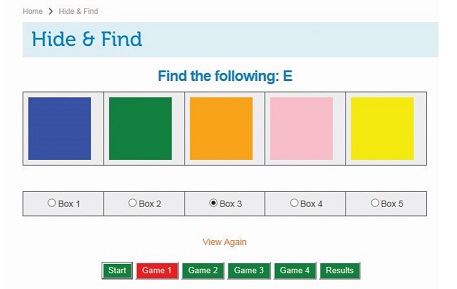 Home > Hide & Find
Hide & Find
Find the following: E
Box 1 Box 2 Box 3 Box 4 Box 5
View Again
Start Game 1 Game 2 Game 3 Game 4 Results